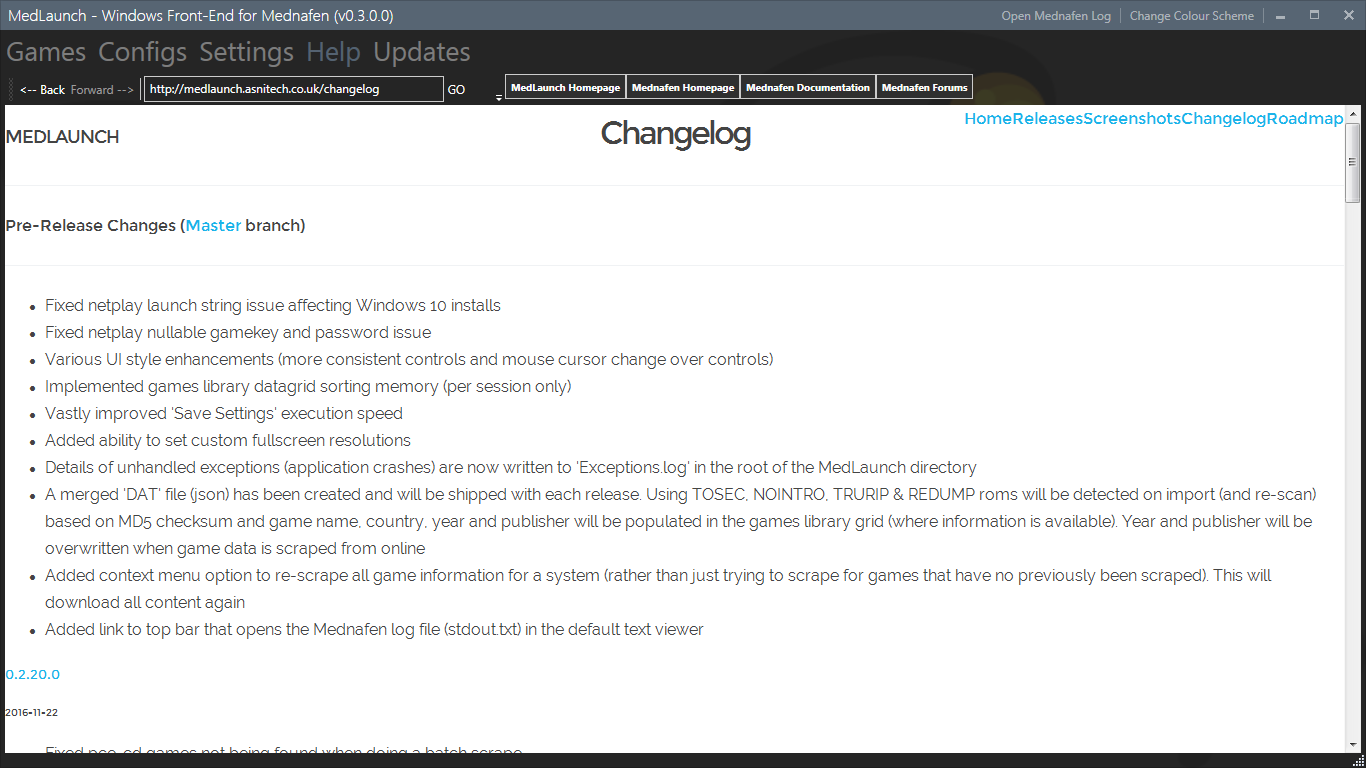 MedLaunch - Windows Front-End for Mednafen (v0.3.0.0)
Open Mednafen Log
Change Colour Scheme
Games Configs Settings Help Updates
<-- Back Forward --> http://medlaunch.asnitech.co.uk/changelog GO
MedLaunch Homepage Mednafen Homepage Mednafen Documentation Mednafen Forums
MEDLAUNCH
Changelog
HomeReleasesScreenshotsChangelogRoadmap
Pre-Release Changes (Master branch)
Fixed netplay launch string issue affecting Windows 10 installs
Fixed netplay nullable gamekey and password issue
Various UI style enhancements (more consistent controls and mouse cursor change over controls)
Implemented games library datagrid sorting memory (per session only)
Vastly improved 'Save Settings' execution speed
Added ability to set custom fullscreen resolutions
Details of unhandled exceptions (application crashes) are now written to 'Exceptions.log' in the root of the MedLaunch directory
A merged 'DAT' file (json) has been created and will be shipped with each release. Using TOSEC, NOINTRO, TRURIP & REDUMP roms will be detected on import (and re-scan)
based on MD5 checksum and game name, country, year and publisher will be populated in the games library grid (where information is available). Year and publisher will be
overwritten when game data is scraped from online
Added context menu option to re-scrape all game information for a system (rather than just trying to scrape for games that have no previously been scraped). This will
download all content again
Added link to top bar that opens the Mednafen log file (stdout.txt) in the default text viewer
0.2.20.0
2016-11-22
Fixed pce-cd games not being found when doing a batch scrape